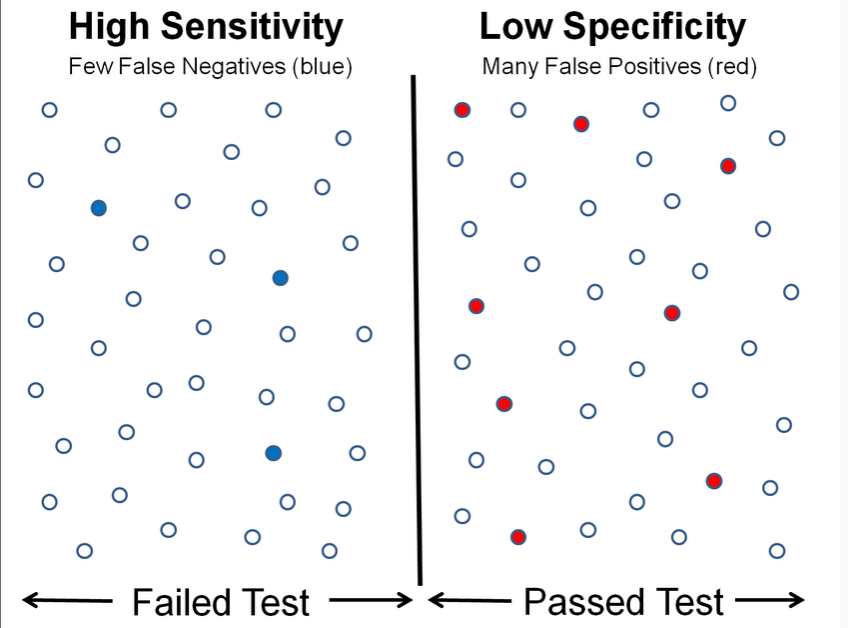 High Sensitivity
Few False Negatives (blue)
Low Specificity
Many False Positives (red)
Failed Test
Passed Test